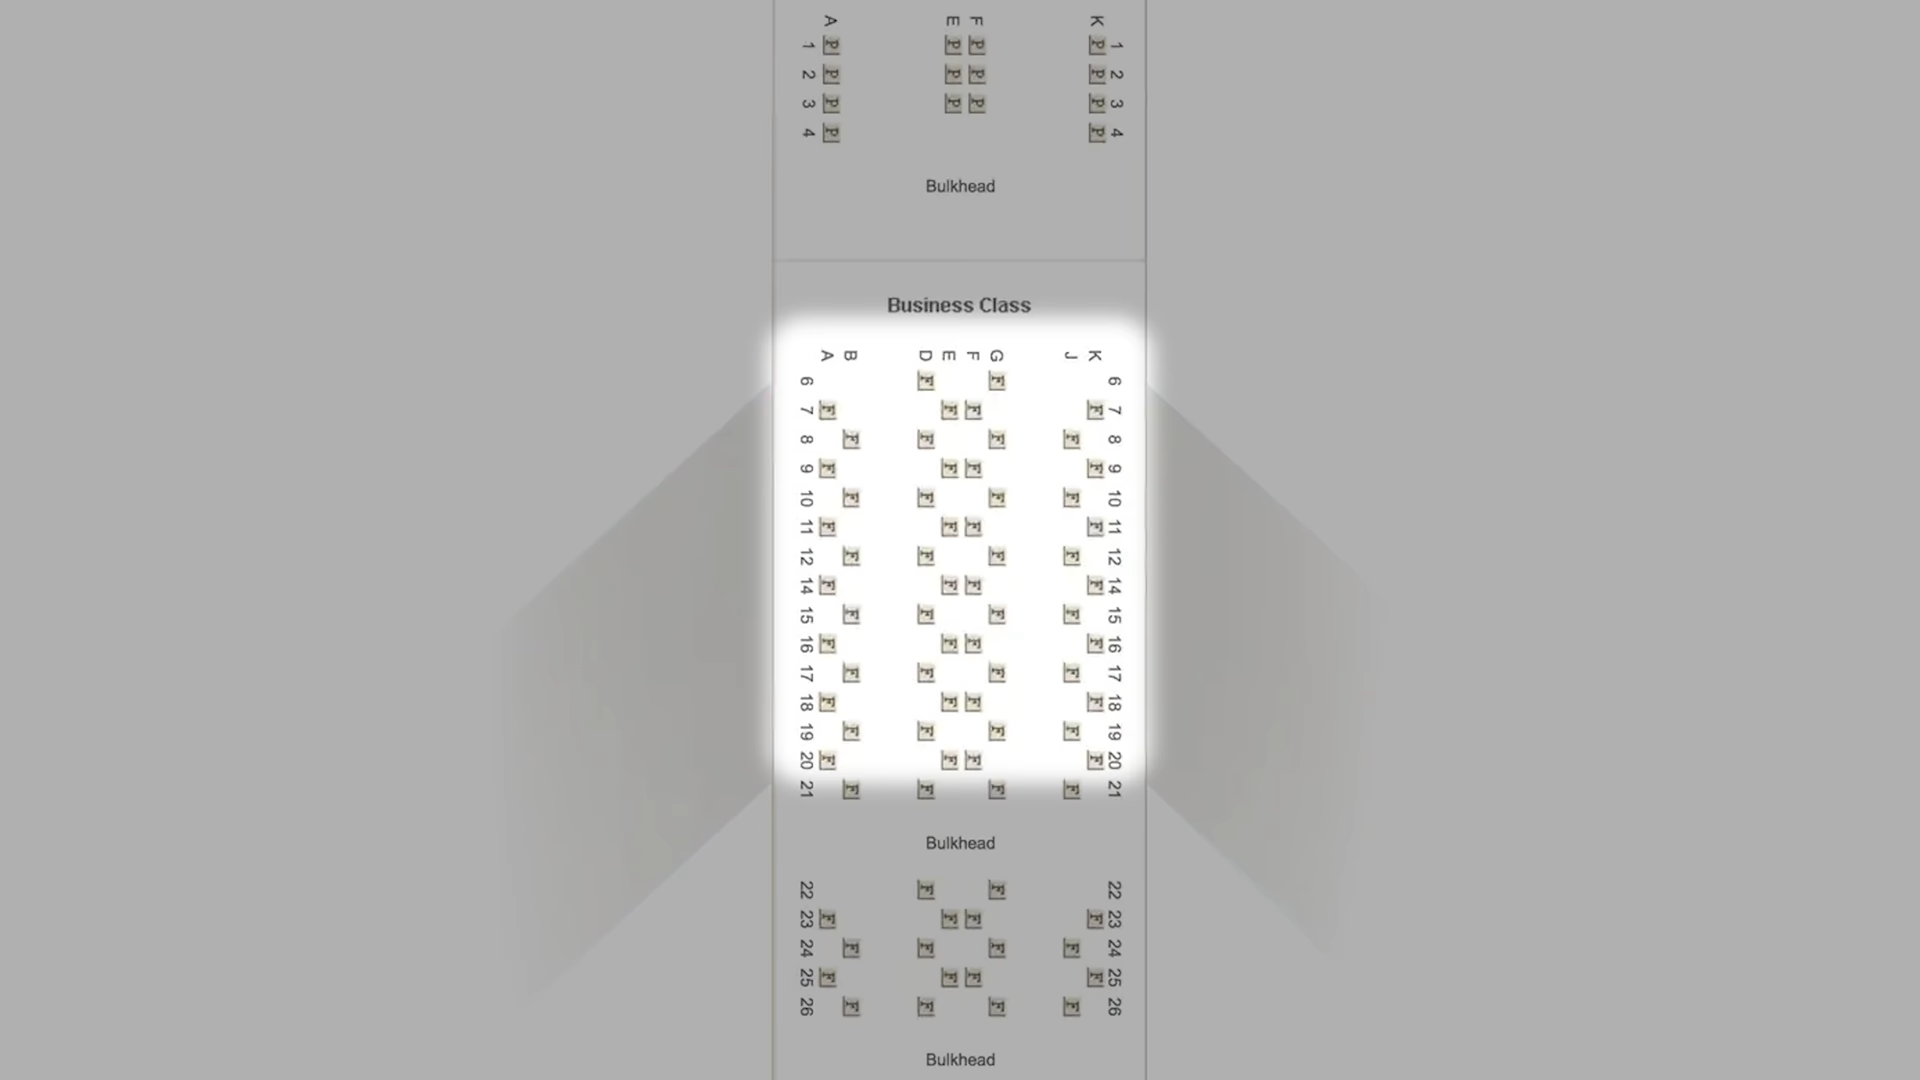 A E F K
1 P P P P 1
2 P P P P 2
3 P P P P 3
4 P P 4
Bulkhead
Business Class
A B D E F G J K
6 F F 6
7 F F F F 7
8 F F F F 8
9 F F F F 9
10 F F F F 10
11 F F F F 11
12 F F F F 12
14 F F F F 14
15 F F F F 15
16 F F F F 16
17 F F F F 17
18 F F F F 18
19 F F F F 19
20 F F F F 20
21 F F F F 21
Bulkhead
22 F F 22
23 F F F F 23
24 F F F F 24
25 F F F F 25
26 F F F F 26
Bulkhead